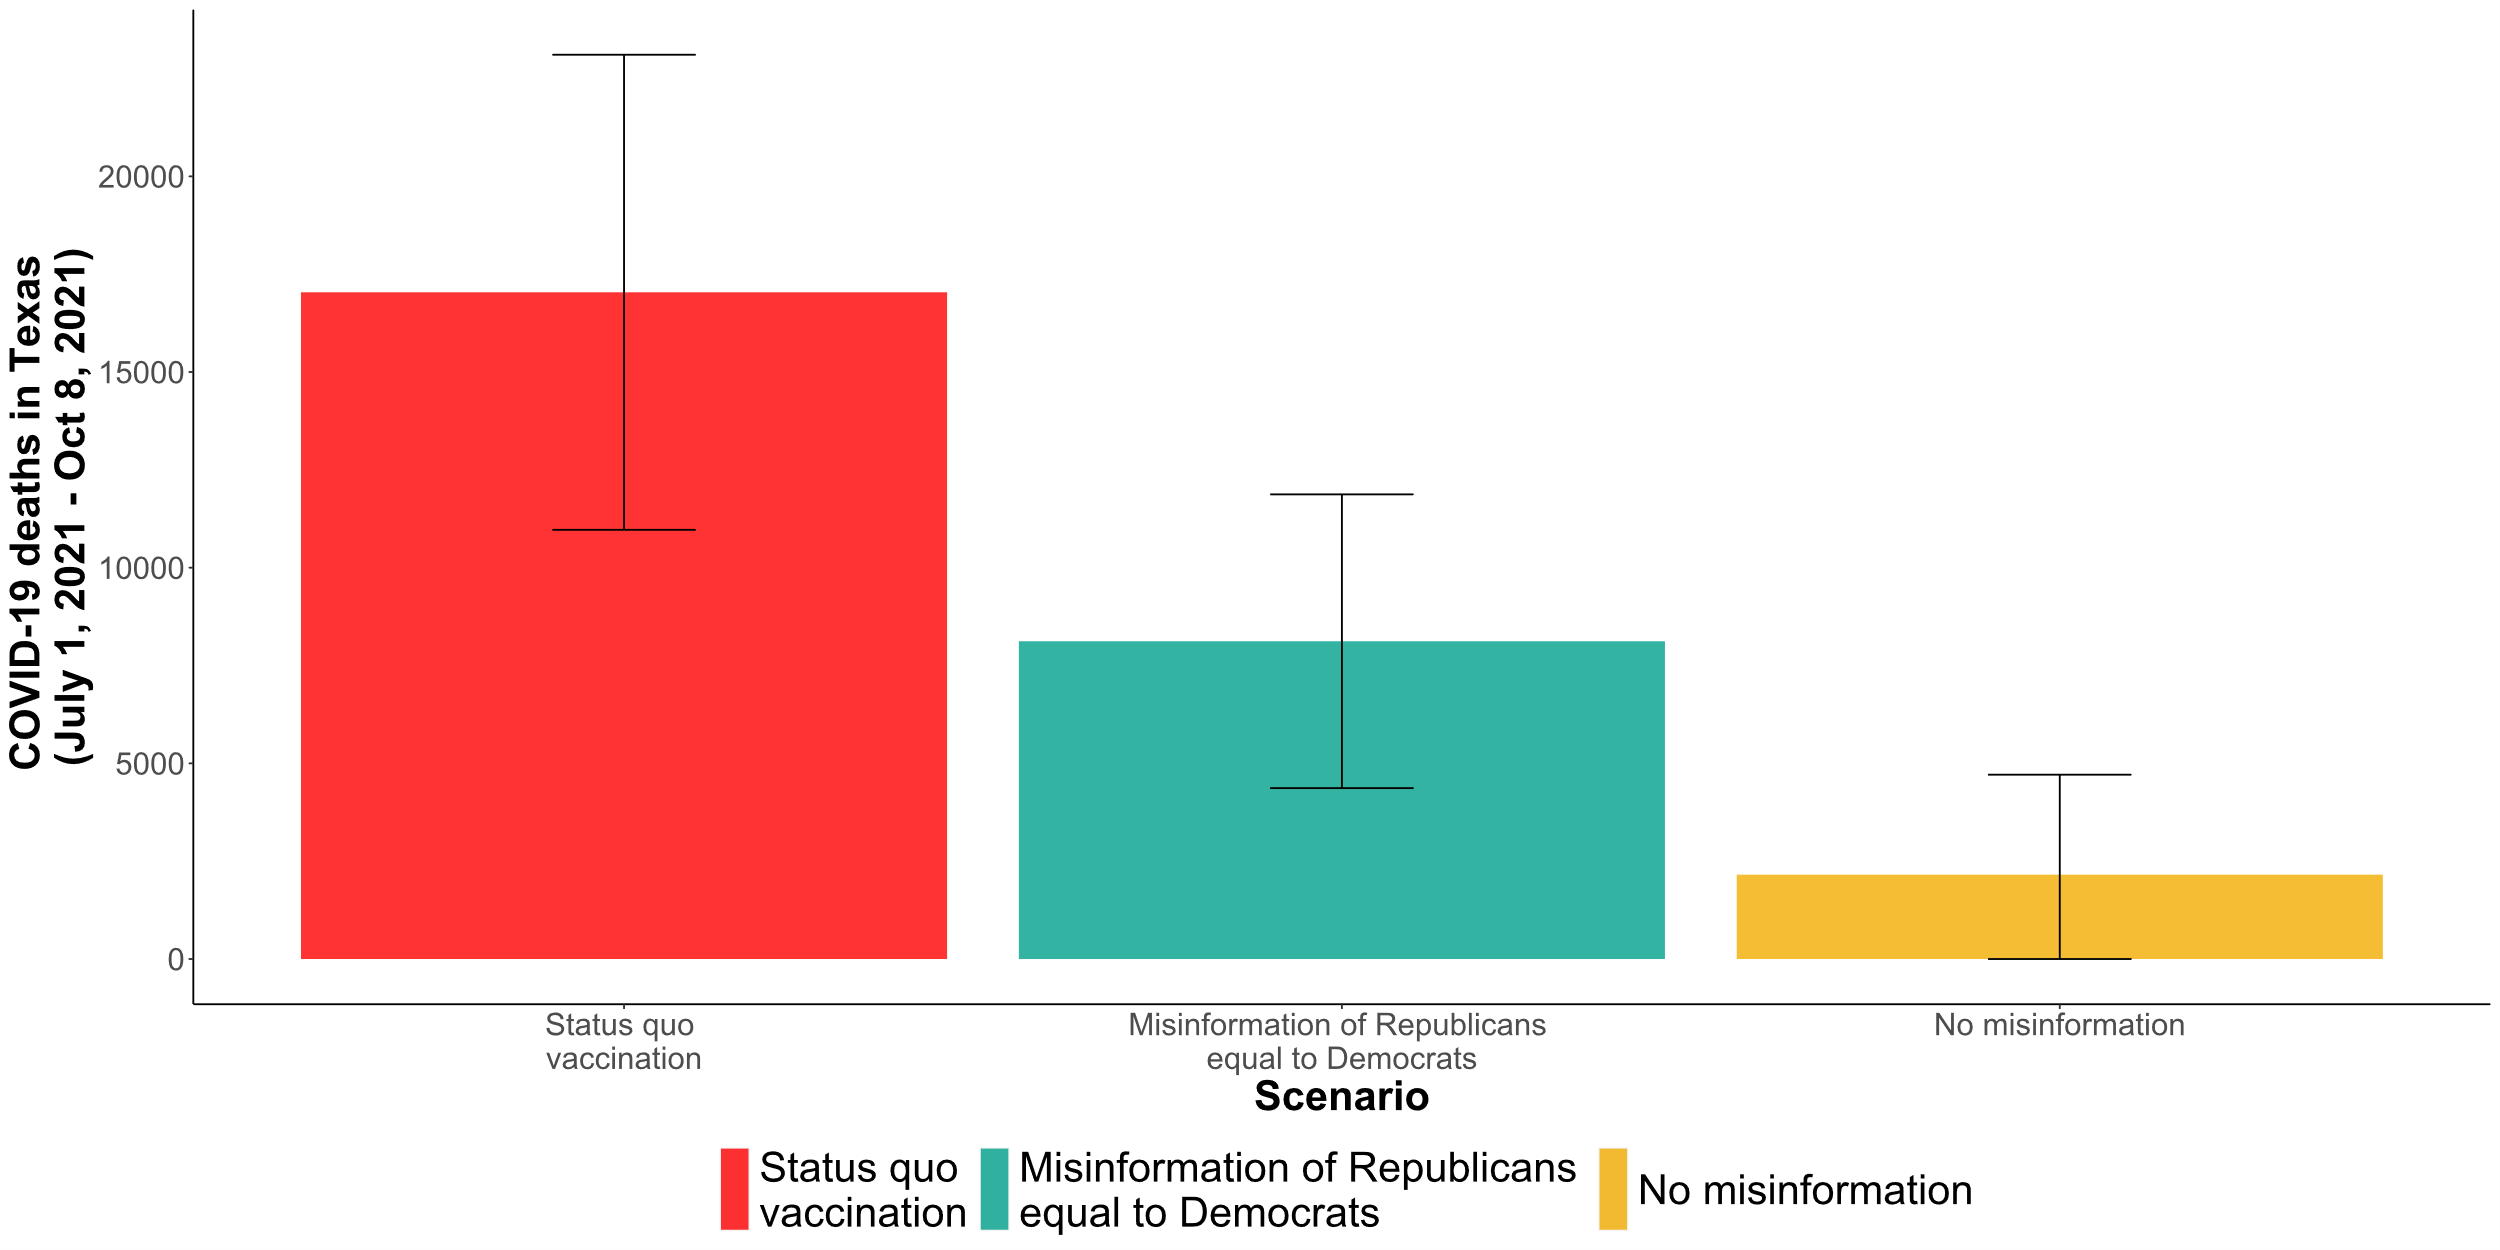 COVID-19 deaths in Texas
(July 1, 2021 - Oct 8, 2021)
20000
15000
10000
5000
0
Status quo
vaccination
Misinformation of Republicans
equal to Democrats
No misinformation
Scenario
Status quo
vaccination
Misinformation of Republicans
equal to Democrats
No misinformation